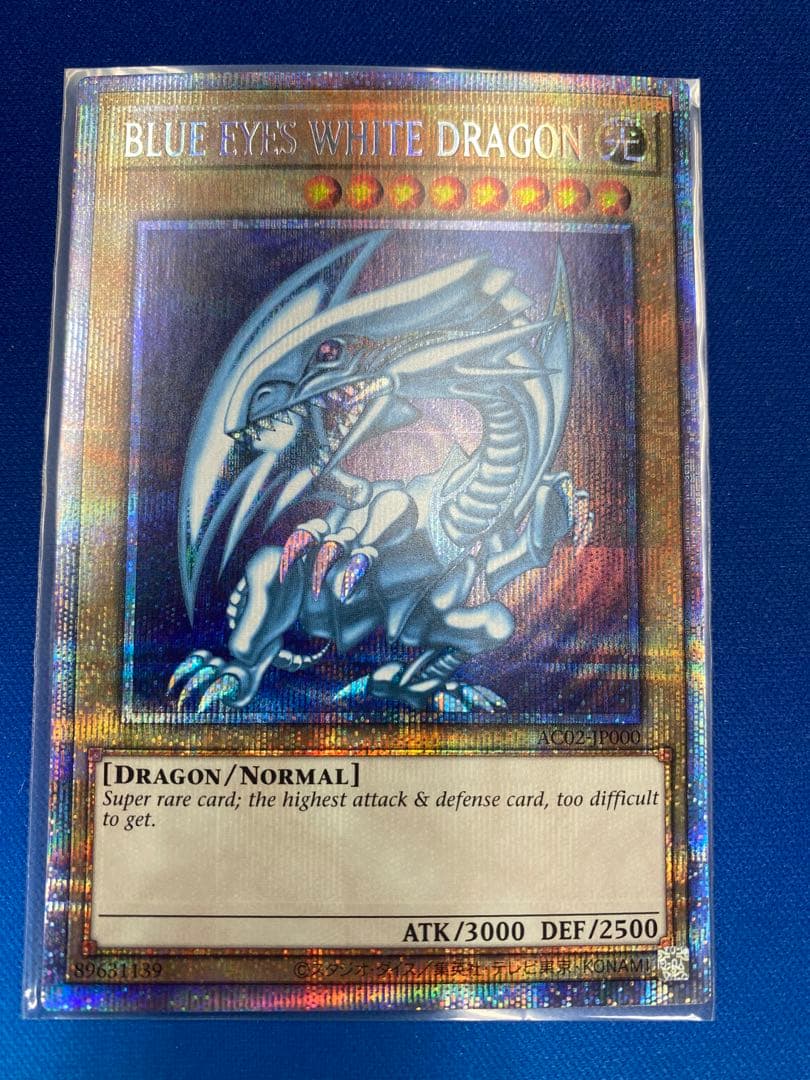 BLUE EYES WHITE DRAGON 光
AC02-JP000
[DRAGON/NORMAL]
Super rare card; the highest attack & defense card, too difficult
to get.
ATK/3000 DEF/2500
89631139 ©スタジオ・ダイス/集英社・テレビ東京・KONAMI